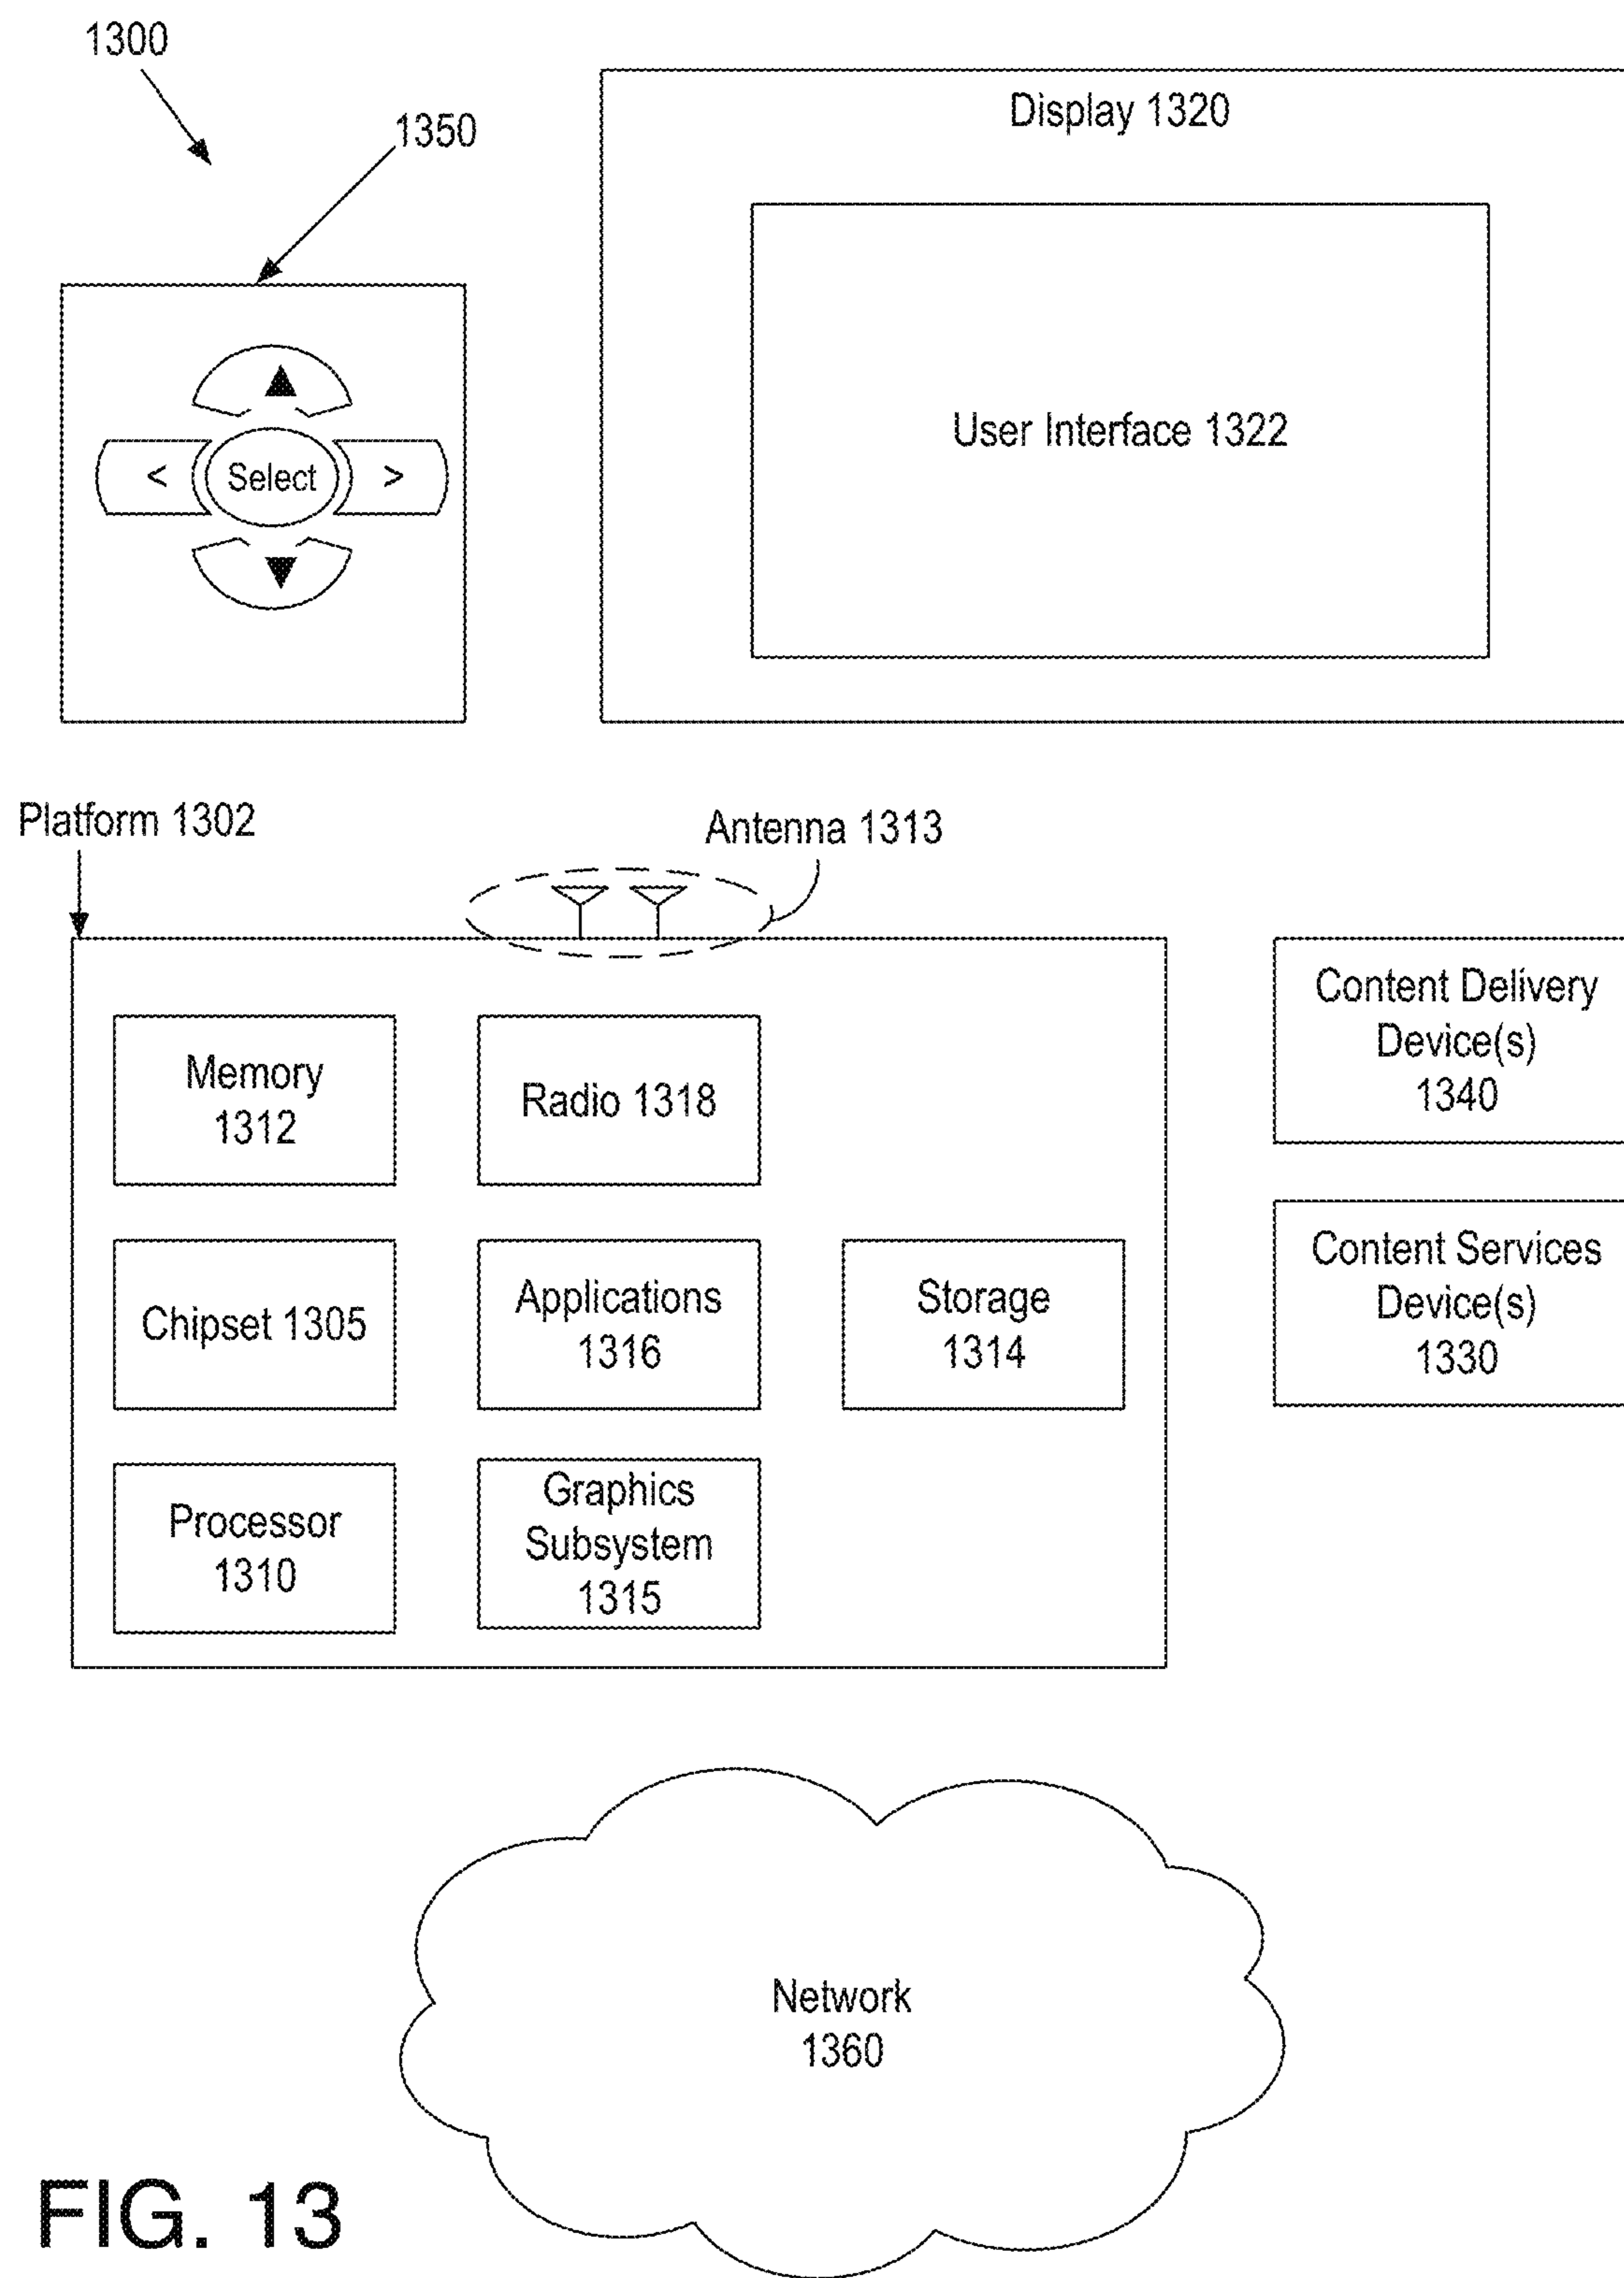 1300
1350
Display 1320
User Interface 1322
▲
< Select >
▼
Platform 1302
Antenna 1313
Memory
1312
Radio 1318
Chipset 1305
Applications
1316
Storage
1314
Processor
1310
Graphics
Subsystem
1315
Content Delivery
Device(s)
1340
Content Services
Device(s)
1330
Network
1360
FIG. 13